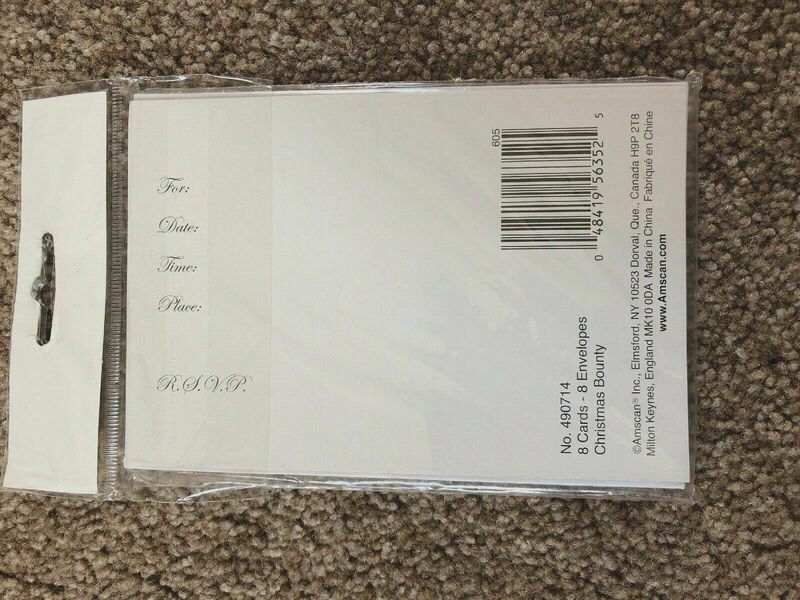 For:
Date:
Time:
Place:
R.S.V.P.
605
0 48419 56352 5
No. 490714
8 Cards - 8 Envelopes
Christmas Bounty
©Amscan® Inc., Elmsford, NY 10523 Dorval, Que., Canada H9P 2T8
Milton Keynes, England MK10 0DA Made in China Fabriqué en Chine
www.Amscan.com